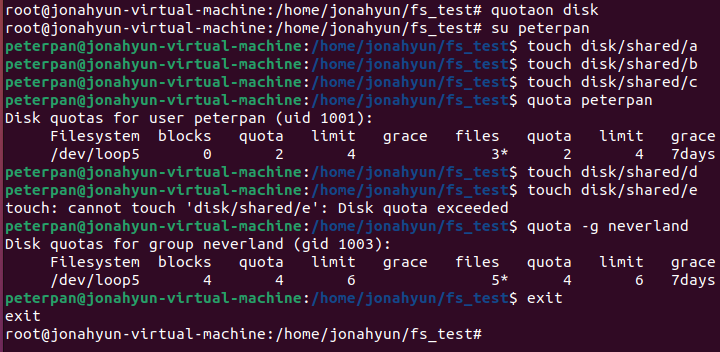 root@jonahyun-virtual-machine:/home/jonahyun/fs_test# quotaon disk
root@jonahyun-virtual-machine:/home/jonahyun/fs_test# su peterpan
peterpan@jonahyun-virtual-machine:/home/jonahyun/fs_test$ touch disk/shared/a
peterpan@jonahyun-virtual-machine:/home/jonahyun/fs_test$ touch disk/shared/b
peterpan@jonahyun-virtual-machine:/home/jonahyun/fs_test$ touch disk/shared/c
peterpan@jonahyun-virtual-machine:/home/jonahyun/fs_test$ quota peterpan
Disk quotas for user peterpan (uid 1001):
     Filesystem  blocks   quota   limit   grace   files   quota   limit   grace
     /dev/loop5       0       2       4              3*       2       4   7days
peterpan@jonahyun-virtual-machine:/home/jonahyun/fs_test$ touch disk/shared/d
peterpan@jonahyun-virtual-machine:/home/jonahyun/fs_test$ touch disk/shared/e
touch: cannot touch 'disk/shared/e': Disk quota exceeded
peterpan@jonahyun-virtual-machine:/home/jonahyun/fs_test$ quota -g neverland
Disk quotas for group neverland (gid 1003):
     Filesystem  blocks   quota   limit   grace   files   quota   limit   grace
     /dev/loop5       4       4       6              5*       4       6   7days
peterpan@jonahyun-virtual-machine:/home/jonahyun/fs_test$ exit
exit
root@jonahyun-virtual-machine:/home/jonahyun/fs_test#